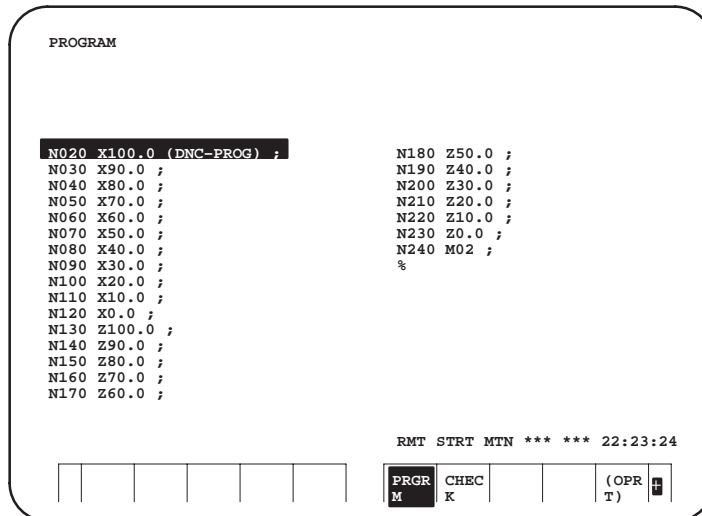 PROGRAM
N020 X100.0 (DNC-PROG) ;
N030 X90.0 ;
N040 X80.0 ;
N050 X70.0 ;
N060 X60.0 ;
N070 X50.0 ;
N080 X40.0 ;
N090 X30.0 ;
N100 X20.0 ;
N110 X10.0 ;
N120 X0.0 ;
N130 Z100.0 ;
N140 Z90.0 ;
N150 Z80.0 ;
N160 Z70.0 ;
N170 Z60.0 ;
N180 Z50.0 ;
N190 Z40.0 ;
N200 Z30.0 ;
N210 Z20.0 ;
N220 Z10.0 ;
N230 Z0.0 ;
N240 M02 ;
%
RMT STRT MTN *** *** 22:23:24
PRGR
M
CHEC
K
(OPR
T)
+